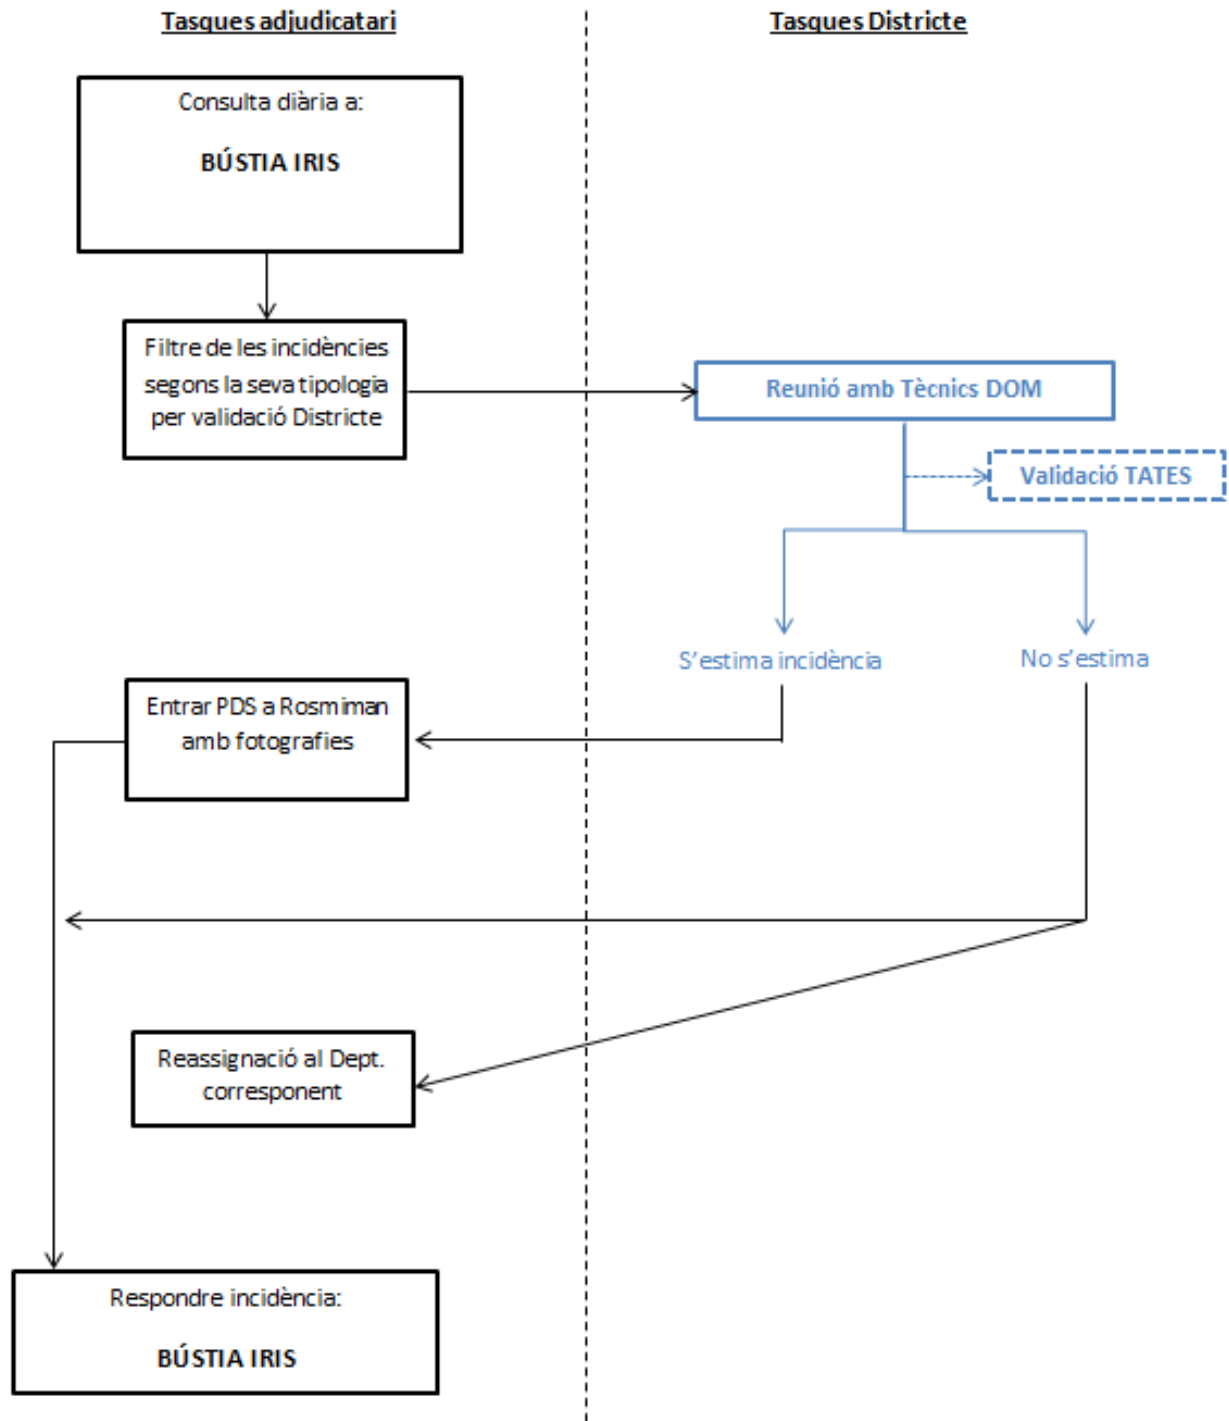 Tasques adjudicatari
Tasques Districte
Consulta diària a:
BÚSTIA IRIS
Filtre de les incidències
segons la seva tipologia
per validació Districte
Reunió amb Tècnics DOM
Validació TATES
S'estima incidència
No s'estima
Entrar PDS a Rosmiman
amb fotografies
Reassignació al Dept.
corresponent
Respondre incidència:
BÚSTIA IRIS